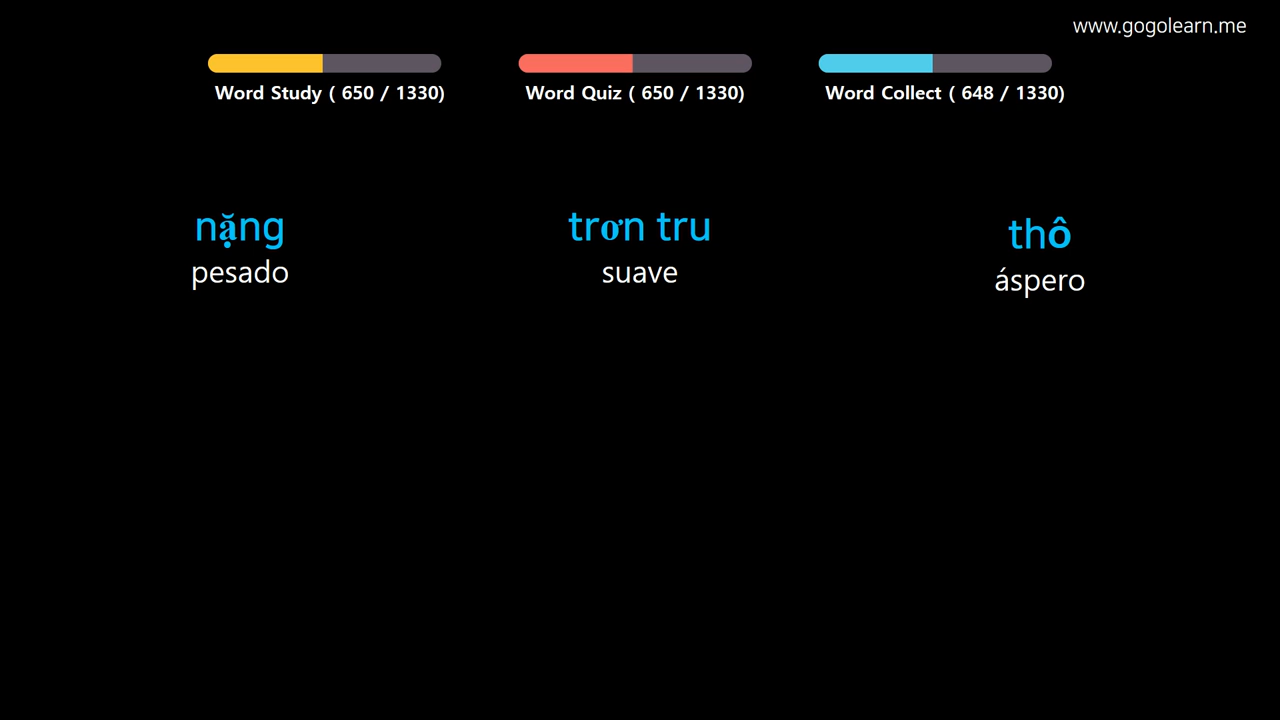 www.gogolearn.me
Word Study ( 650 / 1330)
Word Quiz ( 650 / 1330)
Word Collect ( 648 / 1330)
nặng
pesado
trơn tru
suave
thô
áspero